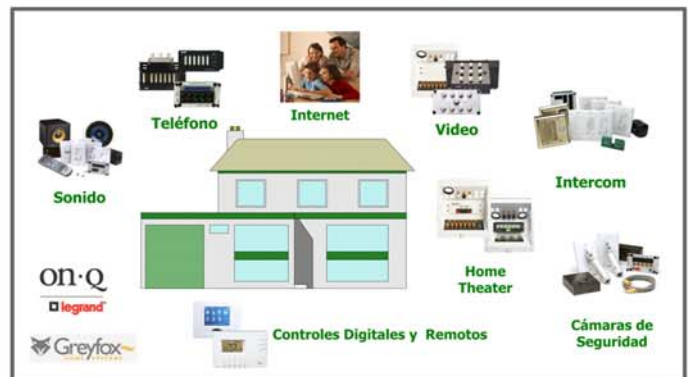 Teléfono
Internet
Video
Intercom
Sonido
Home
Theater
Cámaras de
Seguridad
Controles Digitales y Remotos
on·Q
legrand
Greyfox